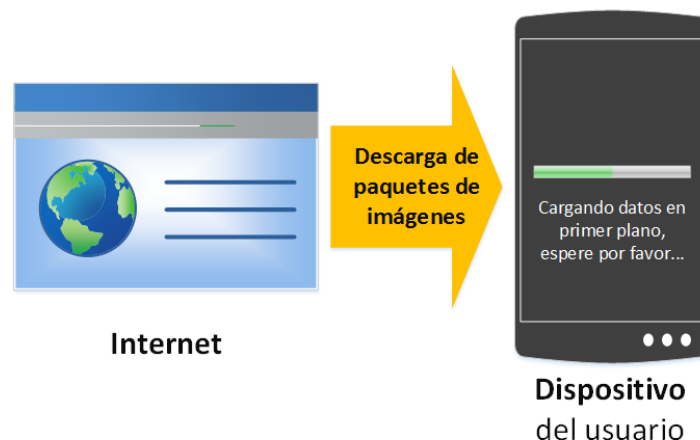 Descarga de
paquetes de
imágenes
Cargando datos en
primer plano,
espere por favor...
Internet
Dispositivo
del usuario